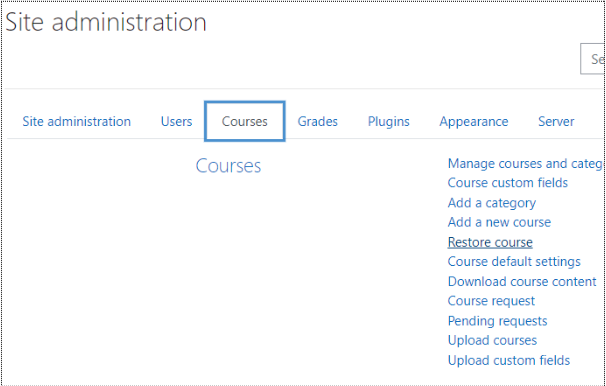 Site administration
Se
Site administration Users Courses Grades Plugins Appearance Server
Courses
Manage courses and categ
Course custom fields
Add a category
Add a new course
Restore course
Course default settings
Download course content
Course request
Pending requests
Upload courses
Upload custom fields